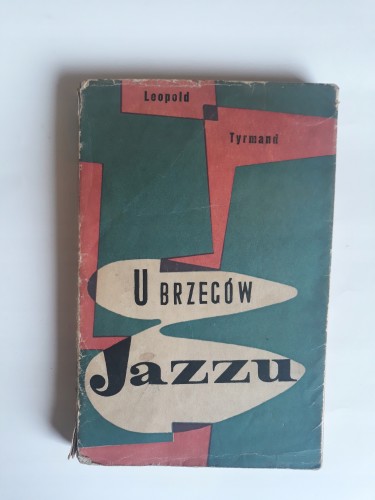 Leopold
Tyrmand
U BRZEGÓW
Jazzu